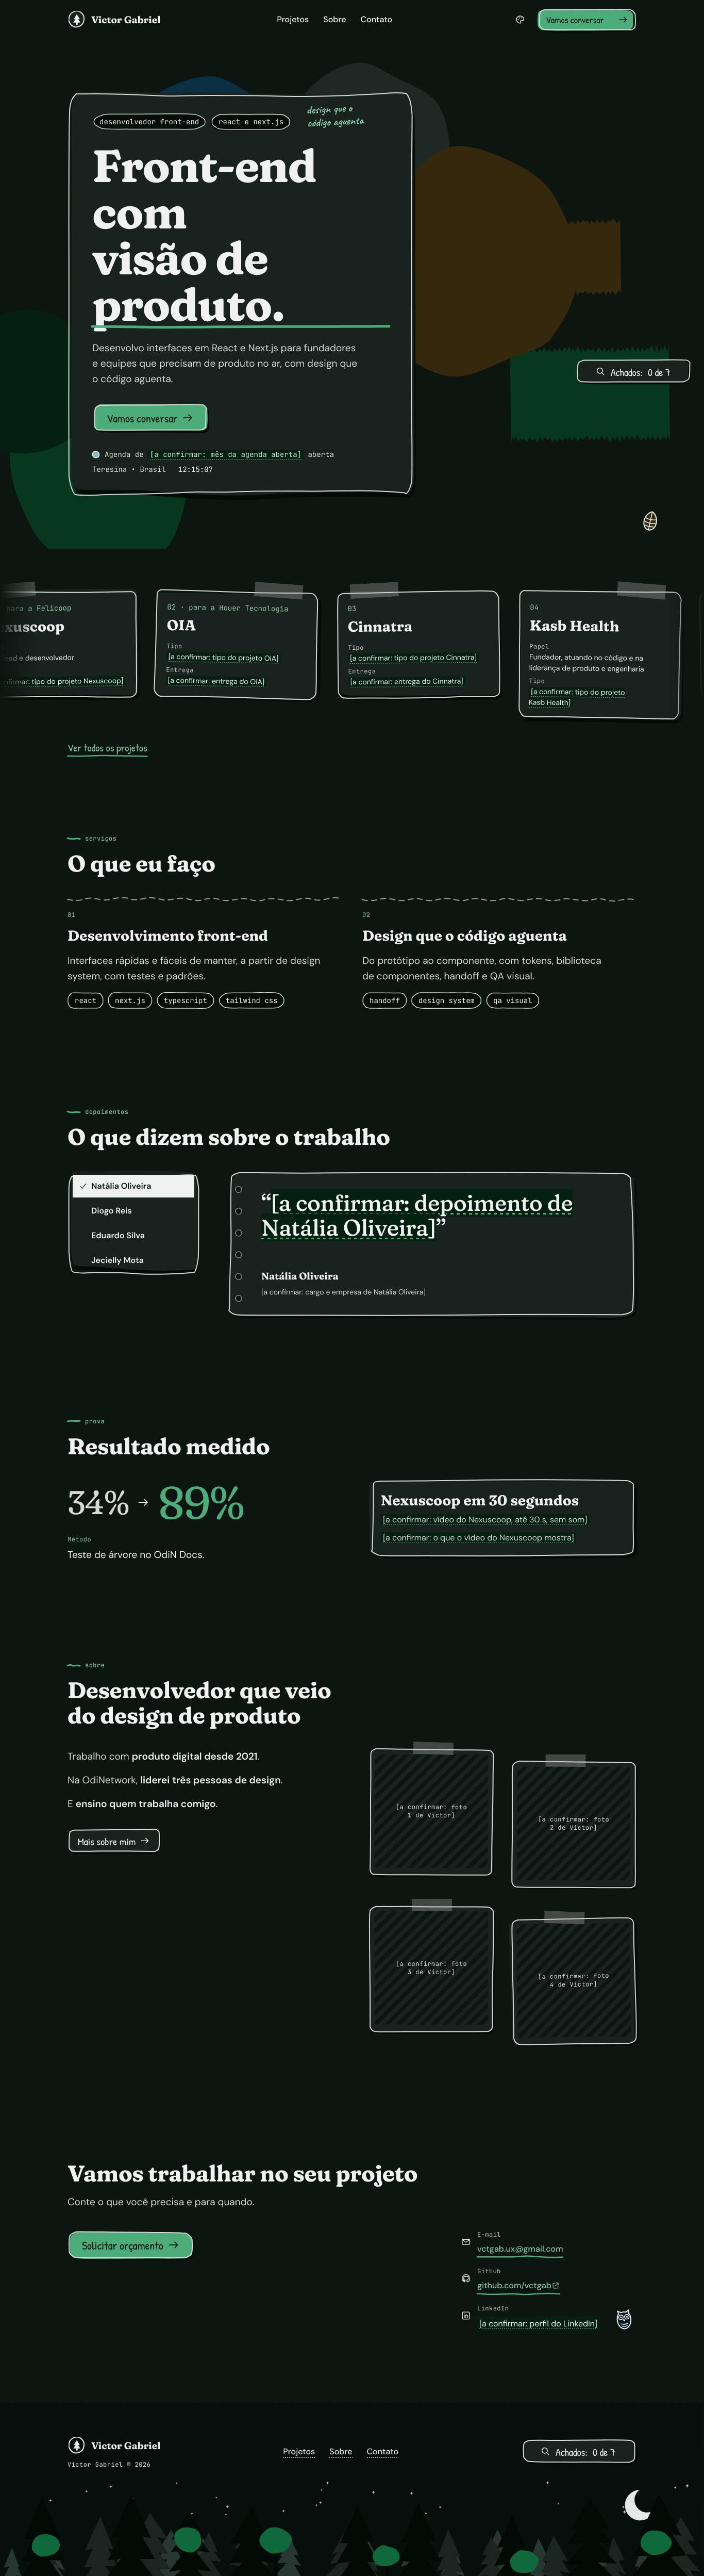 Victor Gabriel
Projetos Sobre Contato
Vamos conversar
desenvolvedor front-end react e next.js
design que o
código aguenta
Front-end
com
visão de
produto.
Desenvolvo interfaces em React e Next.js para fundadores
e equipes que precisam de produto no ar, com design que
o código aguenta.
Vamos conversar
Agenda de [a confirmar: mês da agenda aberta] aberta
Teresina • Brasil 12:15:07
Achados: 0 de 7
para a Felicoop
xuscoop
ead e desenvolvedor
nfirmar: tipo do projeto Nexuscoop]
02 · para a Houer Tecnologia
OIA
Tipo
[a confirmar: tipo do projeto OIA]
Entrega
[a confirmar: entrega do OIA]
03
Cinnatra
Tipo
[a confirmar: tipo do projeto Cinnatra]
Entrega
[a confirmar: entrega do Cinnatra]
04
Kasb Health
Papel
Fundador, atuando no código e na
liderança de produto e engenharia
Tipo
[a confirmar: tipo do projeto
Kasb Health]
Ver todos os projetos
serviços
O que eu faço
01
Desenvolvimento front-end
Interfaces rápidas e fáceis de manter, a partir de design
system, com testes e padrões.
react next.js typescript tailwind css
02
Design que o código aguenta
Do protótipo ao componente, com tokens, biblioteca
de componentes, handoff e QA visual.
handoff design system qa visual
depoimentos
O que dizem sobre o trabalho
Natália Oliveira
Diogo Reis
Eduardo Silva
Jecielly Mota
“[a confirmar: depoimento de
Natália Oliveira]”
Natália Oliveira
[a confirmar: cargo e empresa de Natália Oliveira]
prova
Resultado medido
34% → 89%
Método
Teste de árvore no OdiN Docs.
Nexuscoop em 30 segundos
[a confirmar: vídeo do Nexuscoop, até 30 s, sem som]
[a confirmar: o que o vídeo do Nexuscoop mostra]
sobre
Desenvolvedor que veio
do design de produto
Trabalho com produto digital desde 2021.
Na OdiNetwork, liderei três pessoas de design.
E ensino quem trabalha comigo.
Mais sobre mim
[a confirmar: foto
1 de Victor]
[a confirmar: foto
2 de Victor]
[a confirmar: foto
3 de Victor]
[a confirmar: foto
4 de Victor]
Vamos trabalhar no seu projeto
Conte o que você precisa e para quando.
Solicitar orçamento
E-mail
vctgab.ux@gmail.com
GitHub
github.com/vctgab
LinkedIn
[a confirmar: perfil do LinkedIn]
Victor Gabriel
Victor Gabriel © 2026
Projetos Sobre Contato
Achados: 0 de 7